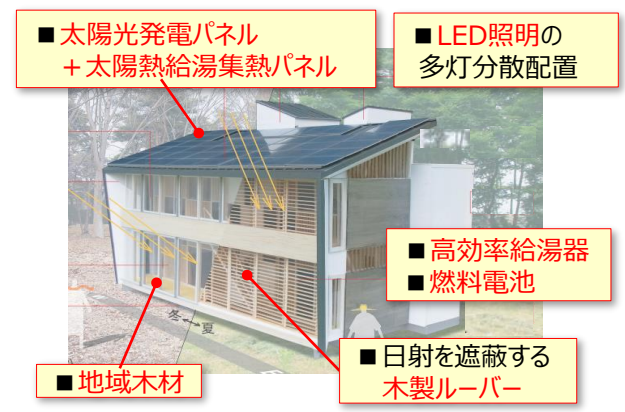 ■太陽光発電パネル
＋太陽熱給湯集熱パネル
■LED照明の
多灯分散配置
■高効率給湯器
■燃料電池
冬
夏
■地域木材
■日射を遮蔽する
木製ルーバー